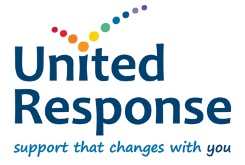 United
Response
support that changes with you